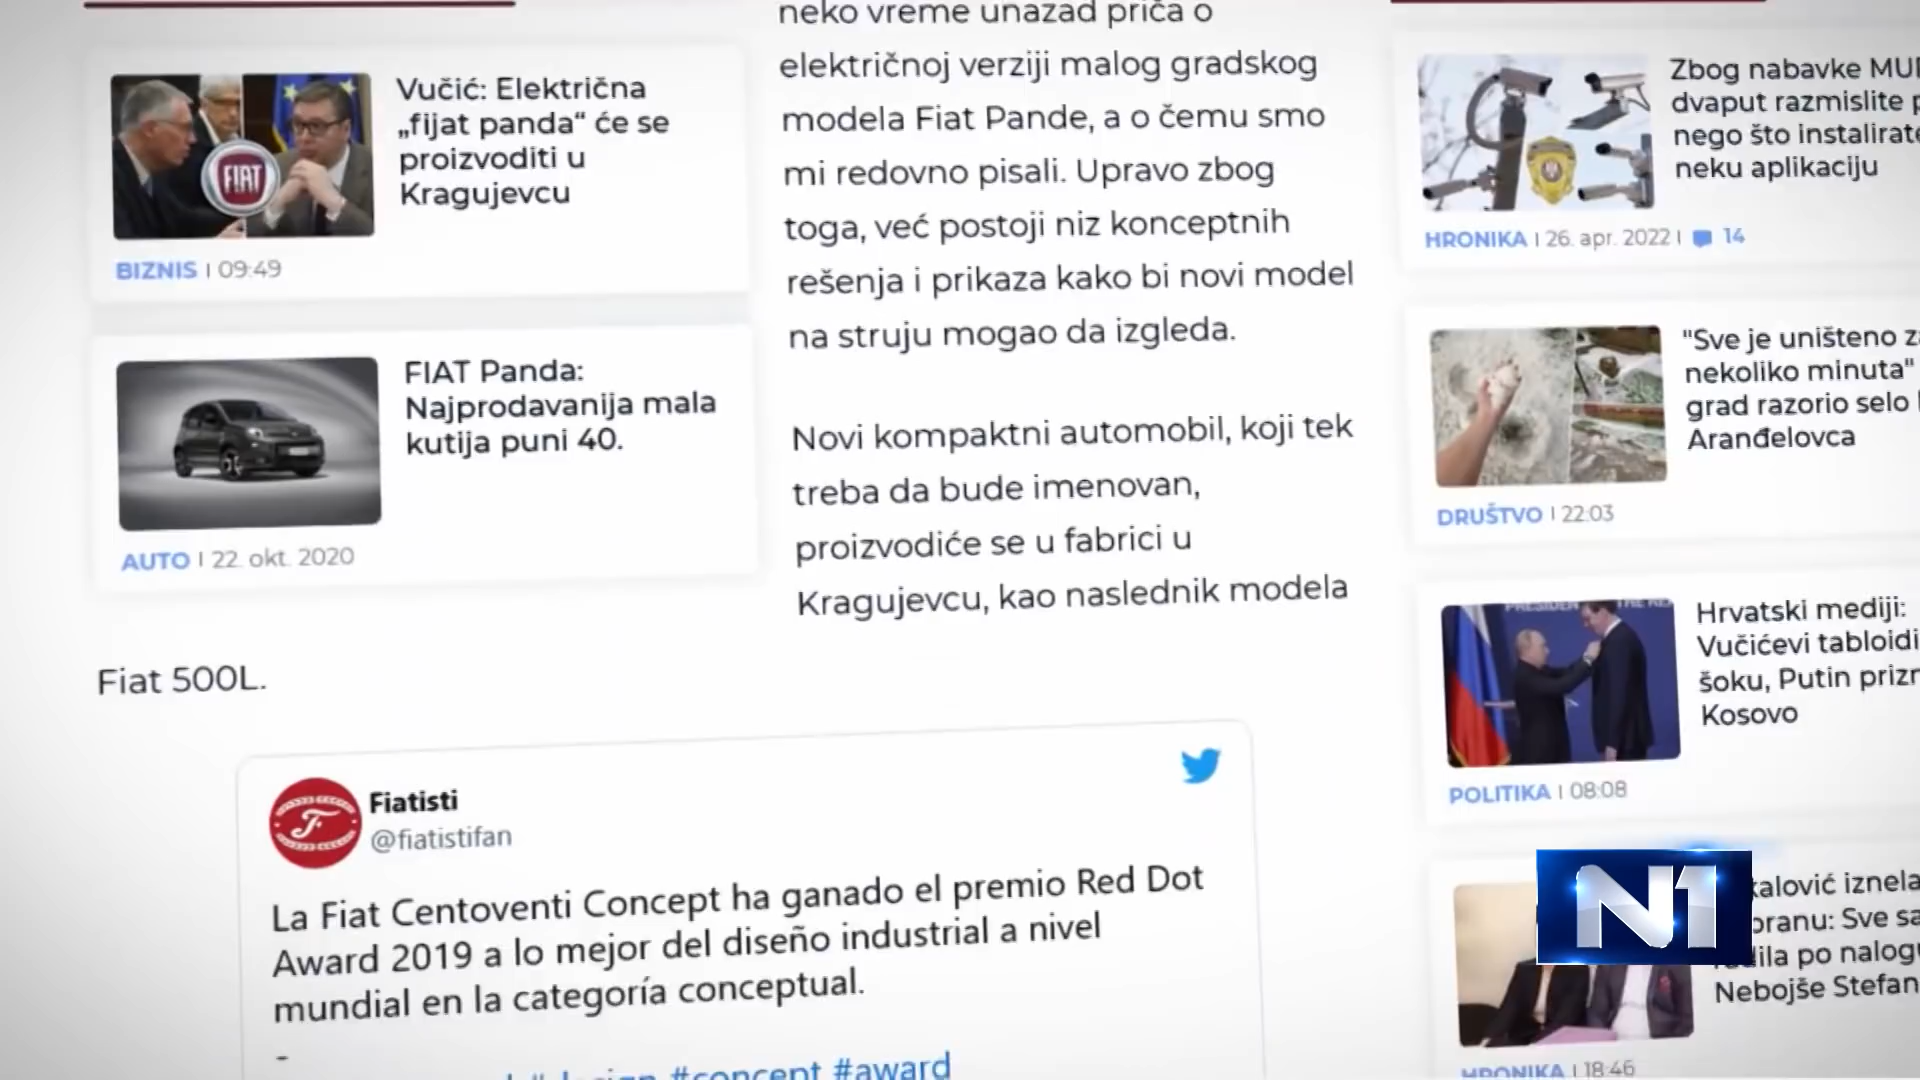 Vučić: Električna
„fijat panda“ će se
proizvoditi u
Kragujevcu
FIAT
BIZNIS | 09:49
FIAT Panda:
Najprodavanija mala
kutija puni 40.
AUTO | 22. okt. 2020
neko vreme unazad priča o
električnoj verziji malog gradskog
modela Fiat Pande, a o čemu smo
mi redovno pisali. Upravo zbog
toga, već postoji niz konceptnih
rešenja i prikaza kako bi novi model
na struju mogao da izgleda.
Novi kompaktni automobil, koji tek
treba da bude imenovan,
proizvodiće se u fabrici u
Kragujevcu, kao naslednik modela
Fiat 500L.
Fiatisti
@fiatistifan
La Fiat Centoventi Concept ha ganado el premio Red Dot
Award 2019 a lo mejor del diseño industrial a nivel
mundial en la categoría conceptual.
-
#concept #award
Zbog nabavke
dvaput razmislite
nego što
neku aplikaciju
HRONIKA | 26. apr. 2022 | 14
"Sve je uništeno
nekoliko minuta"
grad razorio selo
Aranđelovca
DRUŠTVO | 22:03
Hrvatski mediji:
Vučićevi tabloidi
šoku, Putin
Kosovo
POLITIKA | 08:08
N1
Sve
po
Nebojše
HRONIKA | 18:46